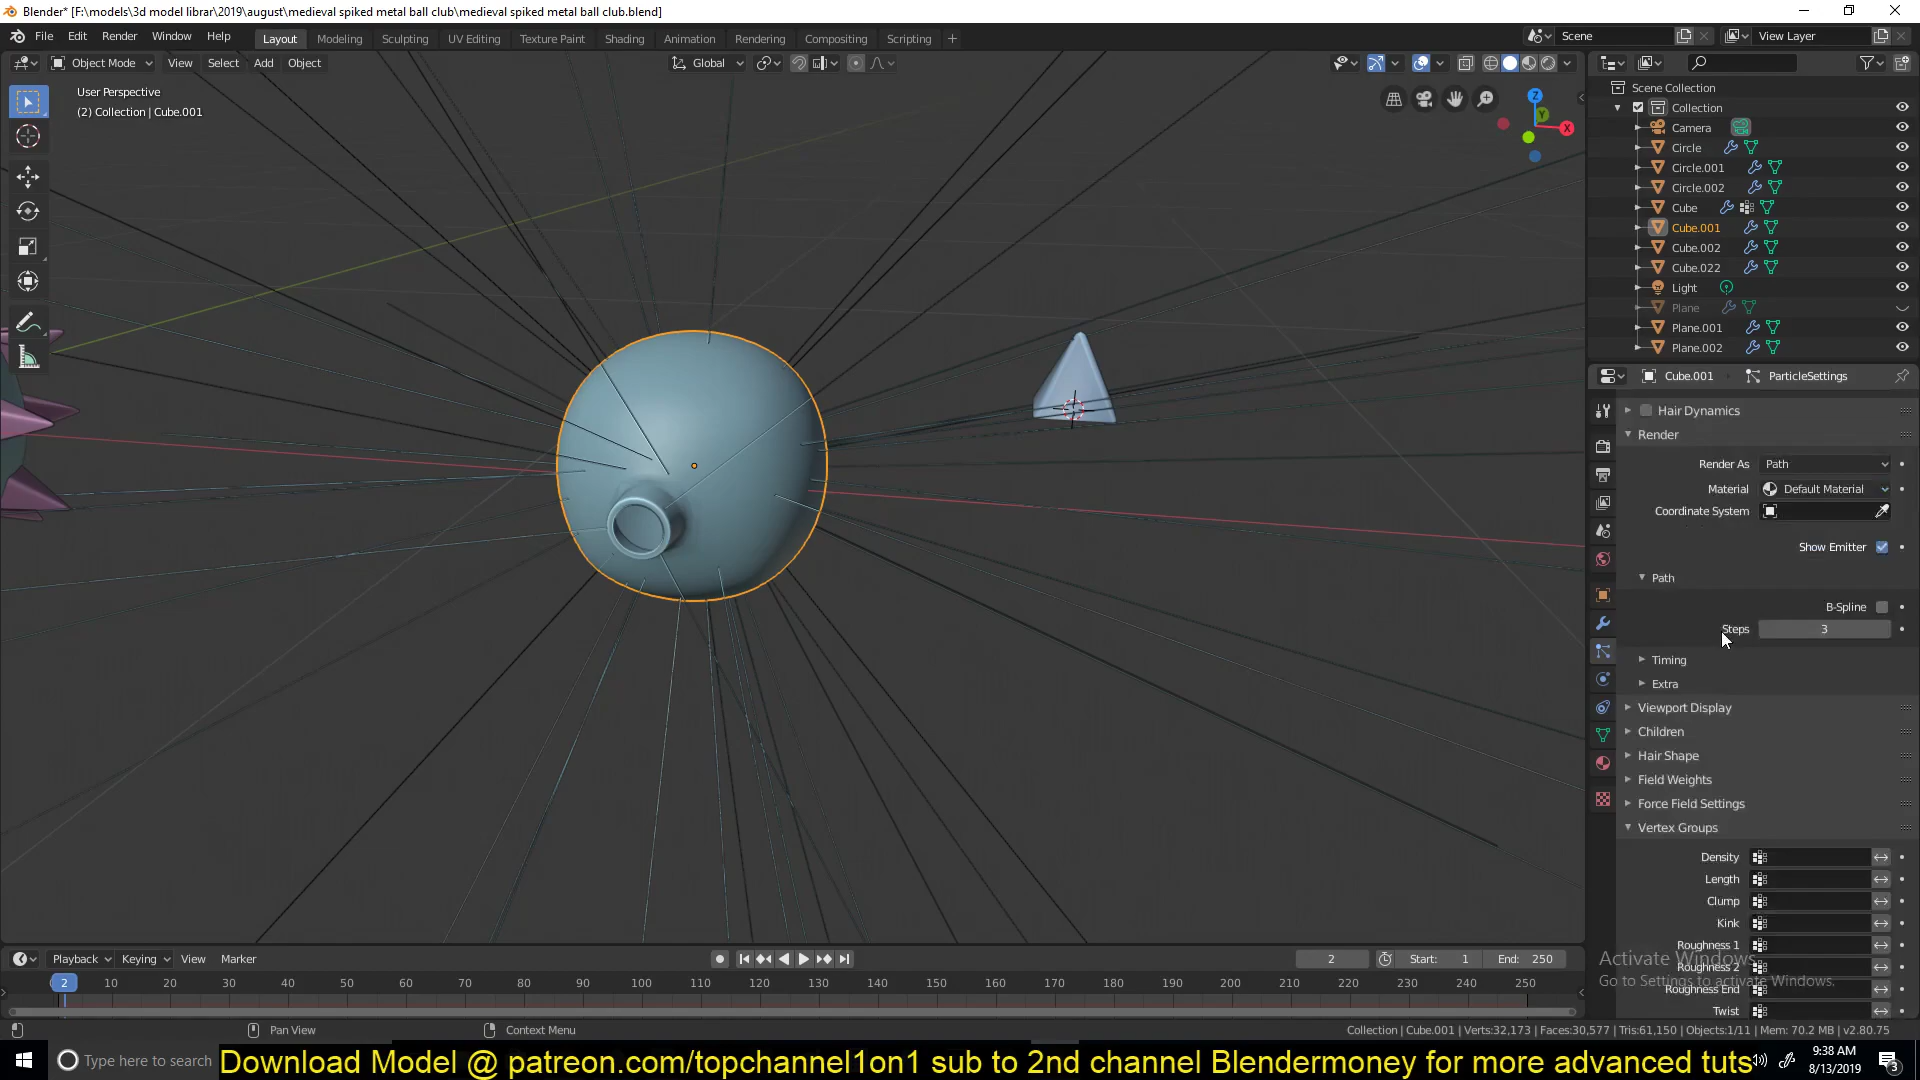 Blender* [F:\models\3d model librar\2019\august\medieval spiked metal ball club\medieval spiked metal ball club.blend]
File Edit Render Window Help Layout Modeling Sculpting UV Editing Texture Paint Shading Animation Rendering Compositing Scripting + Scene View Layer
Object Mode View Select Add Object Global
User Perspective
(2) Collection | Cube.001
Z
Y
X
Scene Collection
Collection
Camera
Circle
Circle.001
Circle.002
Cube
Cube.001
Cube.002
Cube.022
Light
Plane
Plane.001
Plane.002
Cube.001 ParticleSettings
Hair Dynamics
Render
Render As Path
Material Default Material
Coordinate System
Show Emitter
Path
B-Spline
Steps 3
Timing
Extra
Viewport Display
Children
Hair Shape
Field Weights
Force Field Settings
Vertex Groups
Density
Length
Clump
Kink
Roughness 1
Roughness 2
Roughness End
Twist
Activate Windows
Go to Settings to activate Windows.
Playback Keying View Marker 2 Start: 1 End: 250
2 10 20 30 40 50 60 70 80 90 100 110 120 130 140 150 160 170 180 190 200 210 220 230 240 250
Pan View Context Menu Collection | Cube.001 | Verts:32,173 | Faces:30,577 | Tris:61,150 | Objects:1/11 | Mem: 70.2 MB | v2.80.75
Type here to search
Download Model @ patreon.com/topchannel1on1 sub to 2nd channel Blendermoney for more advanced tuts
9:38 AM
8/13/2019
3